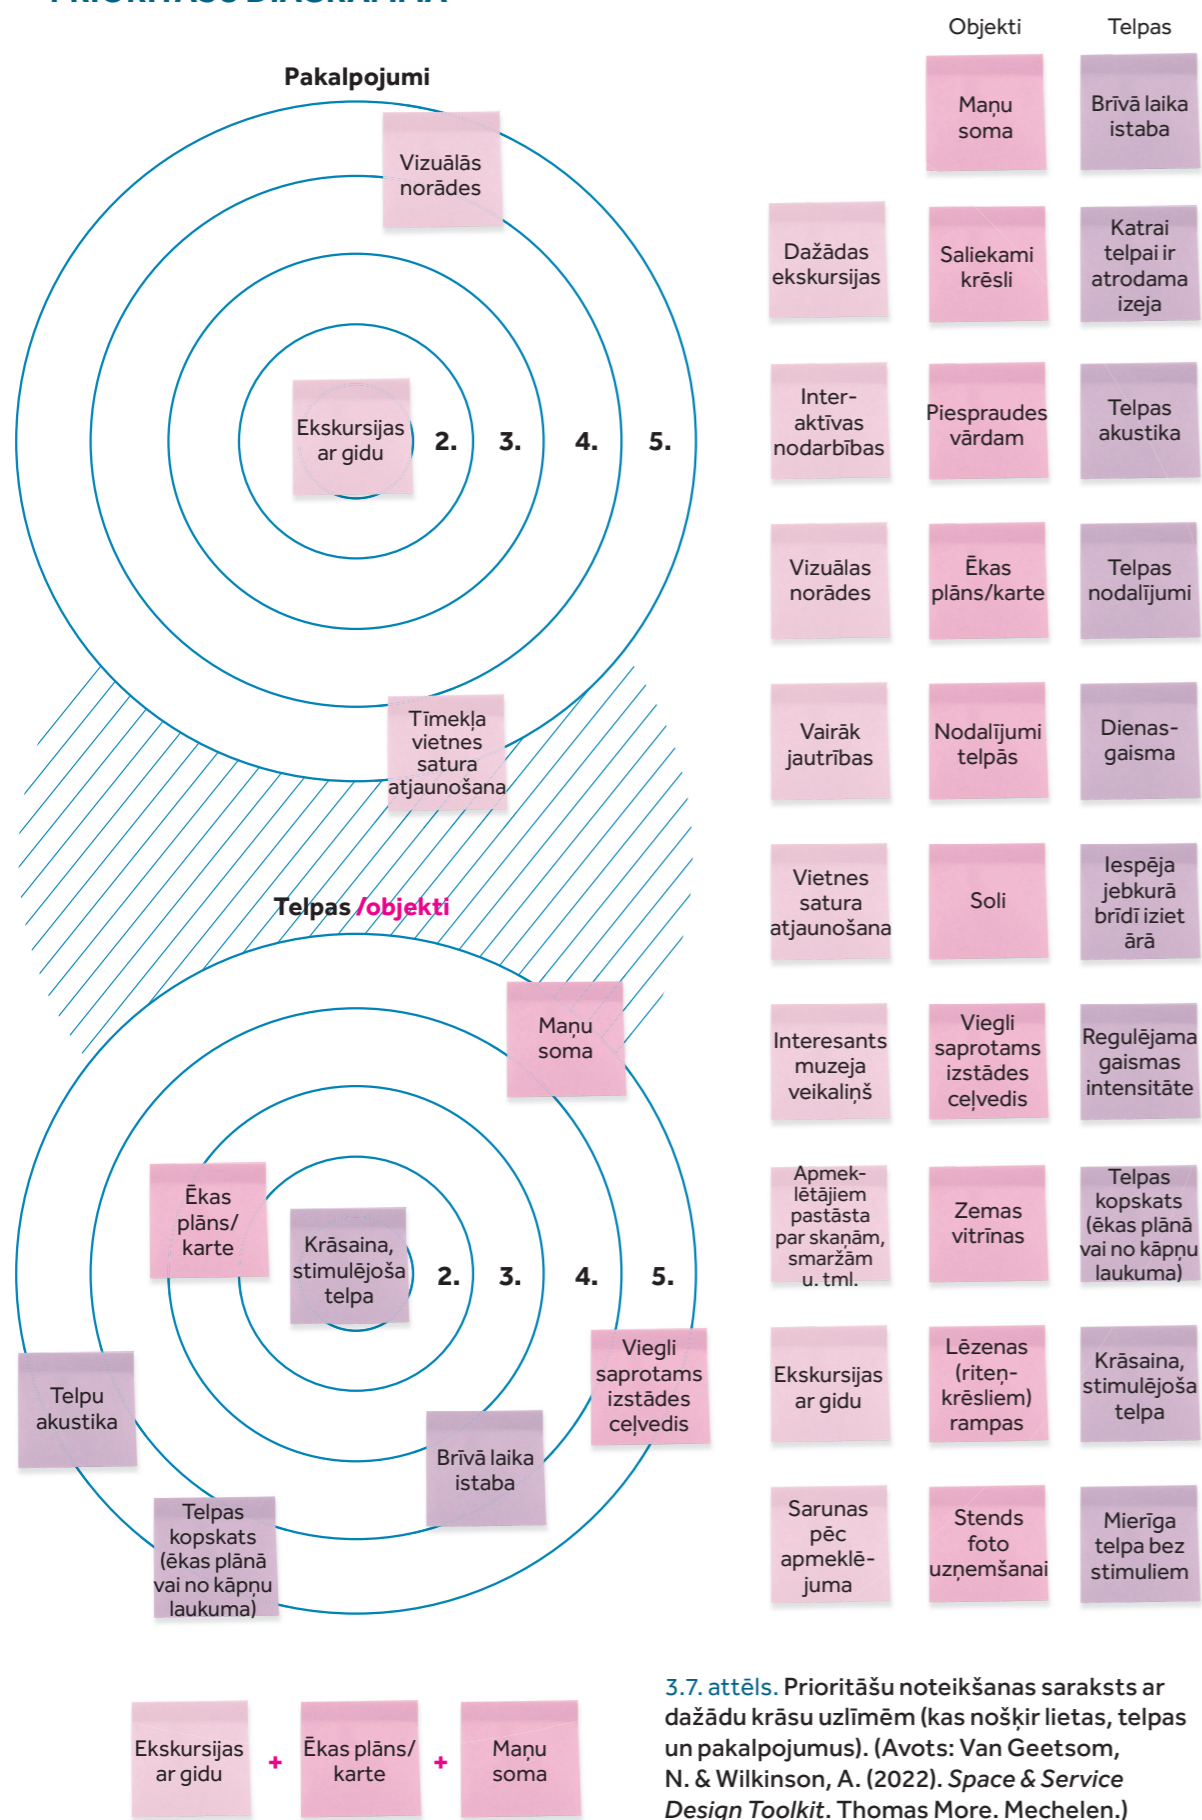 PRIORITĀŠU DIAGRAMMA
Pakalpojumi
Vizuālās
norādes
Ekskursijas
ar gidu
2.
3.
4.
5.
Tīmekļa
vietnes
satura
atjaunošana
Telpas /objekti
Maņu
soma
Ēkas
plāns/
karte
Krāsaina,
stimulējoša
telpa
2.
3.
4.
5.
Viegli
saprotams
izstādes
ceļvedis
Telpu
akustika
Brīvā laika
istaba
Telpas
kopskats
(ēkas plānā
vai no kāpņu
laukuma)
Objekti
Telpas
Maņu
soma
Brīvā laika
istaba
Dažādas
ekskursijas
Saliekami
krēsli
Katrai
telpai ir
atrodama
izeja
Inter-
aktīvas
nodarbības
Piespraudes
vārdam
Telpas
akustika
Vizuālas
norādes
Ēkas
plāns/karte
Telpas
nodalījumi
Vairāk
jautrības
Nodalījumi
telpās
Dienas-
gaisma
Vietnes
satura
atjaunošana
Soli
Iespēja
jebkurā
brīdī iziet
ārā
Interesants
muzeja
veikaliņš
Viegli
saprotams
izstādes
ceļvedis
Regulējama
gaismas
intensitāte
Apmek-
lētājiem
pastāsta
par skaņām,
smaržām
u. tml.
Zemas
vitrīnas
Telpas
kopskats
(ēkas plānā
vai no kāpņu
laukuma)
Ekskursijas
ar gidu
Lēzenas
(riteņ-
krēsliem)
rampas
Krāsaina,
stimulējoša
telpa
Sarunas
pēc
apmeklē-
juma
Stends
foto
uzņemšanai
Mierīga
telpa bez
stimuliem
Ekskursijas
ar gidu
+
Ēkas plāns/
karte
+
Maņu
soma
3.7. attēls. Prioritāšu noteikšanas saraksts ar
dažādu krāsu uzlīmēm (kas nošķir lietas, telpas
un pakalpojumus). (Avots: Van Geetsom,
N. & Wilkinson, A. (2022). Space & Service
Design Toolkit. Thomas More. Mechelen.)